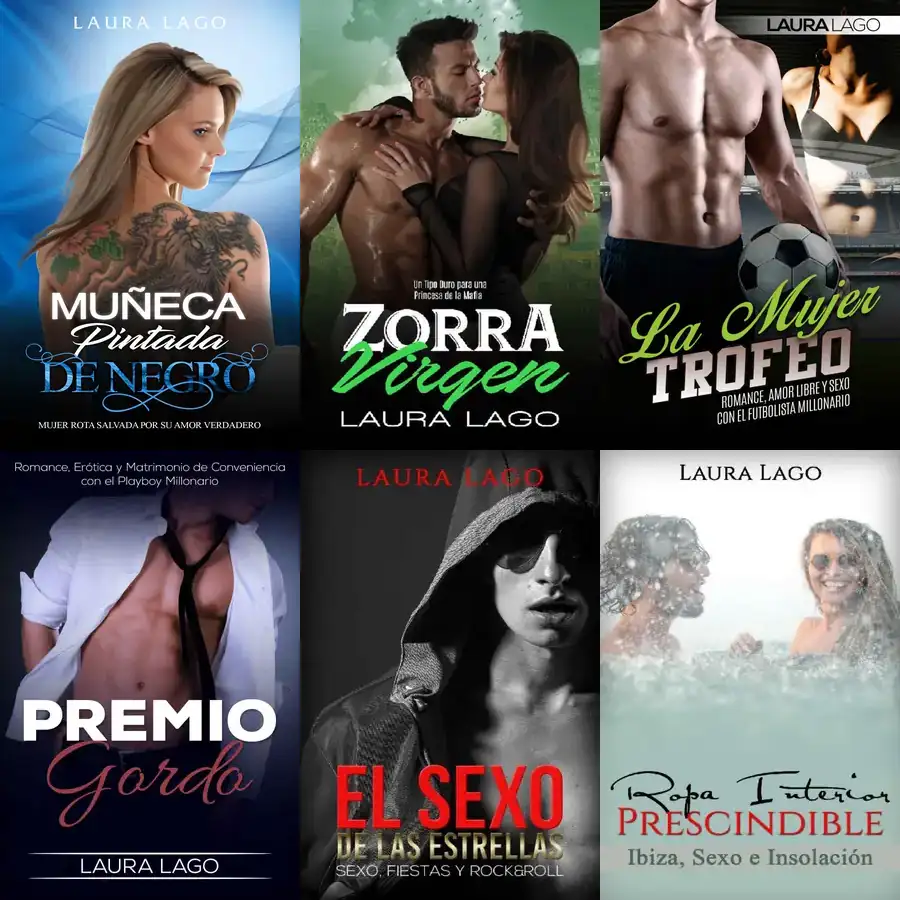 LAURA LAGO
MUÑECA
Pintada
DE NEGRO
MUJER ROTA SALVADA POR SU AMOR VERDADERO
Un Tipo Duro para una
Princesa de la Mafia
ZORRA
Virgen
LAURA LAGO
LAURA LAGO
La Mujer
TROFEO
ROMANCE, AMOR LIBRE Y SEXO
CON EL FUTBOLISTA MILLONARIO
Romance, Erótica y Matrimonio de Conveniencia
con el Playboy Millonario
PREMIO
Gordo
LAURA LAGO
LAURA LAGO
EL SEXO
DE LAS ESTRELLAS
SEXO, FIESTAS Y ROCK&ROLL
LAURA LAGO
Ropa Interior
PRESCINDIBLE
Ibiza, Sexo e Insolación